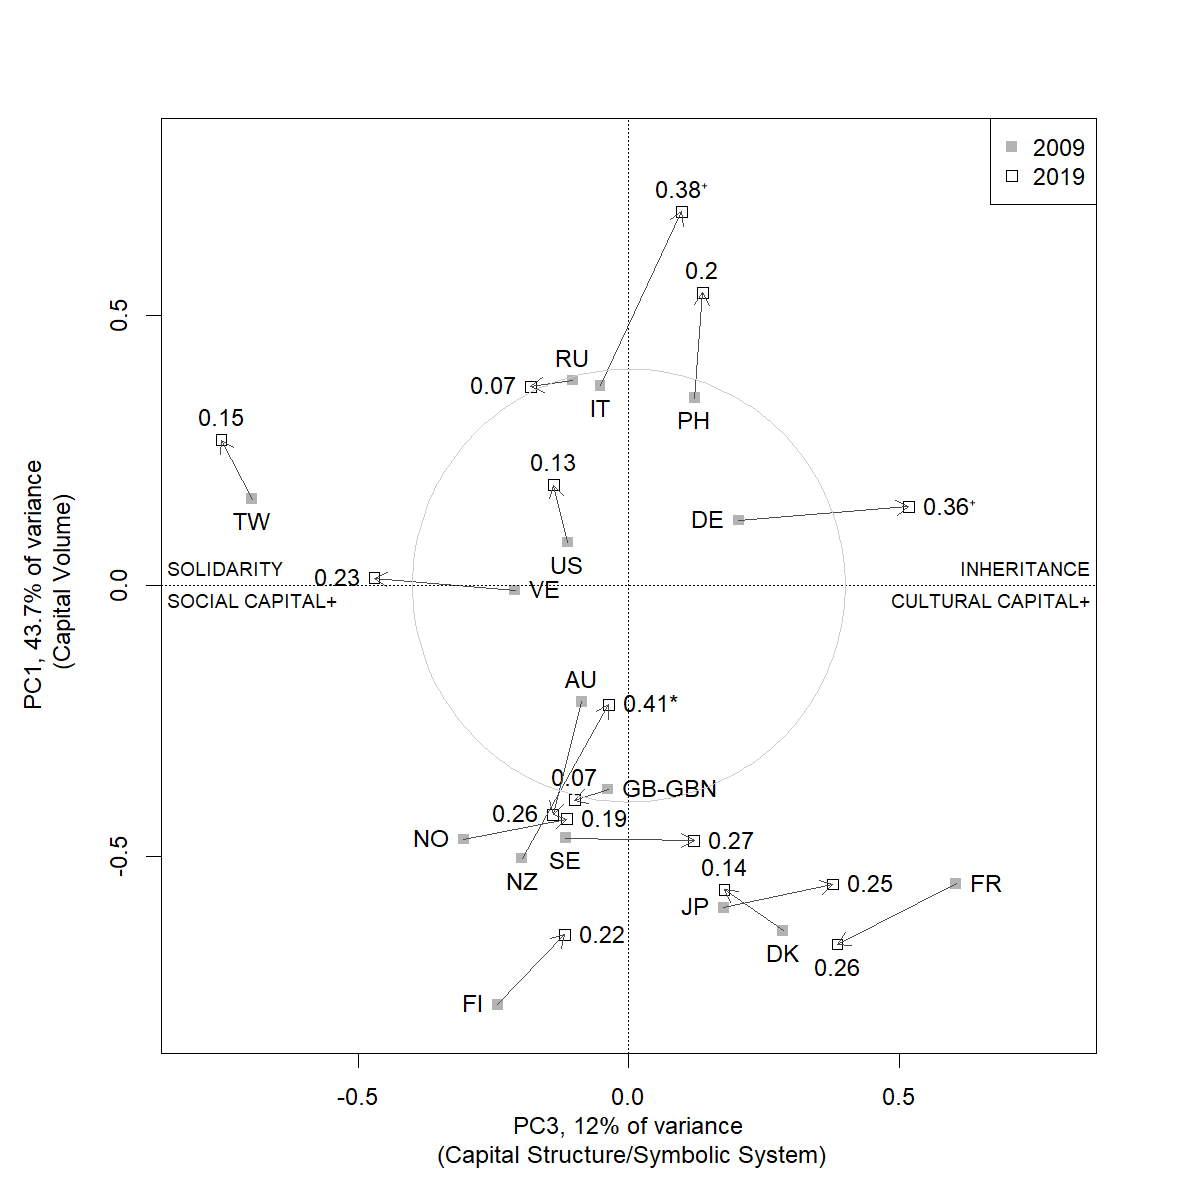 2009
2019
0.38+
0.2
RU
0.07
IT
PH
0.15
TW
0.13
US
DE
0.36+
SOLIDARITY
INHERITANCE
0.23
VE
SOCIAL CAPITAL+
CULTURAL CAPITAL+
AU
0.41*
0.07
GB-GBN
0.26
0.19
NO
SE
0.27
NZ
0.14
JP
0.25
FR
DK
0.26
0.22
FI
0.5
0.0
-0.5
PC1, 43.7% of variance
(Capital Volume)
-0.5
0.0
0.5
PC3, 12% of variance
(Capital Structure/Symbolic System)